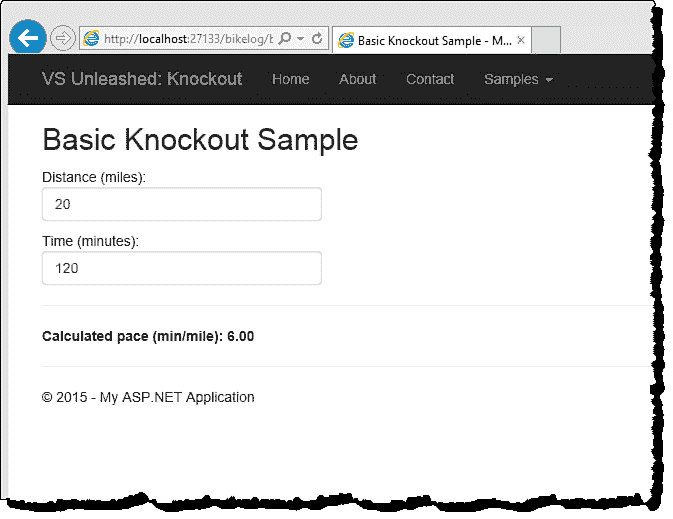 http://localhost:27133/bikelog/b
Basic Knockout Sample - M...
VS Unleashed: Knockout Home About Contact Samples
Basic Knockout Sample
Distance (miles):
20
Time (minutes):
120
Calculated pace (min/mile): 6.00
© 2015 - My ASP.NET Application